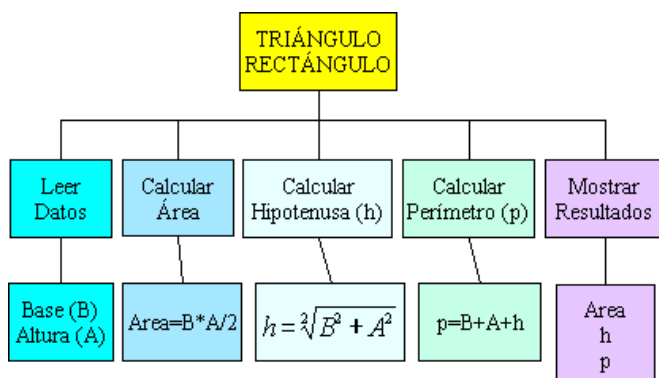 TRIÁNGULO
RECTÁNGULO
Leer
Datos
Calcular
Área
Calcular
Hipotenusa (h)
Calcular
Perímetro (p)
Mostrar
Resultados
Base (B)
Altura (A)
Area=B*A/2
h = ²√(B² + A²)
p=B+A+h
Area
h
p